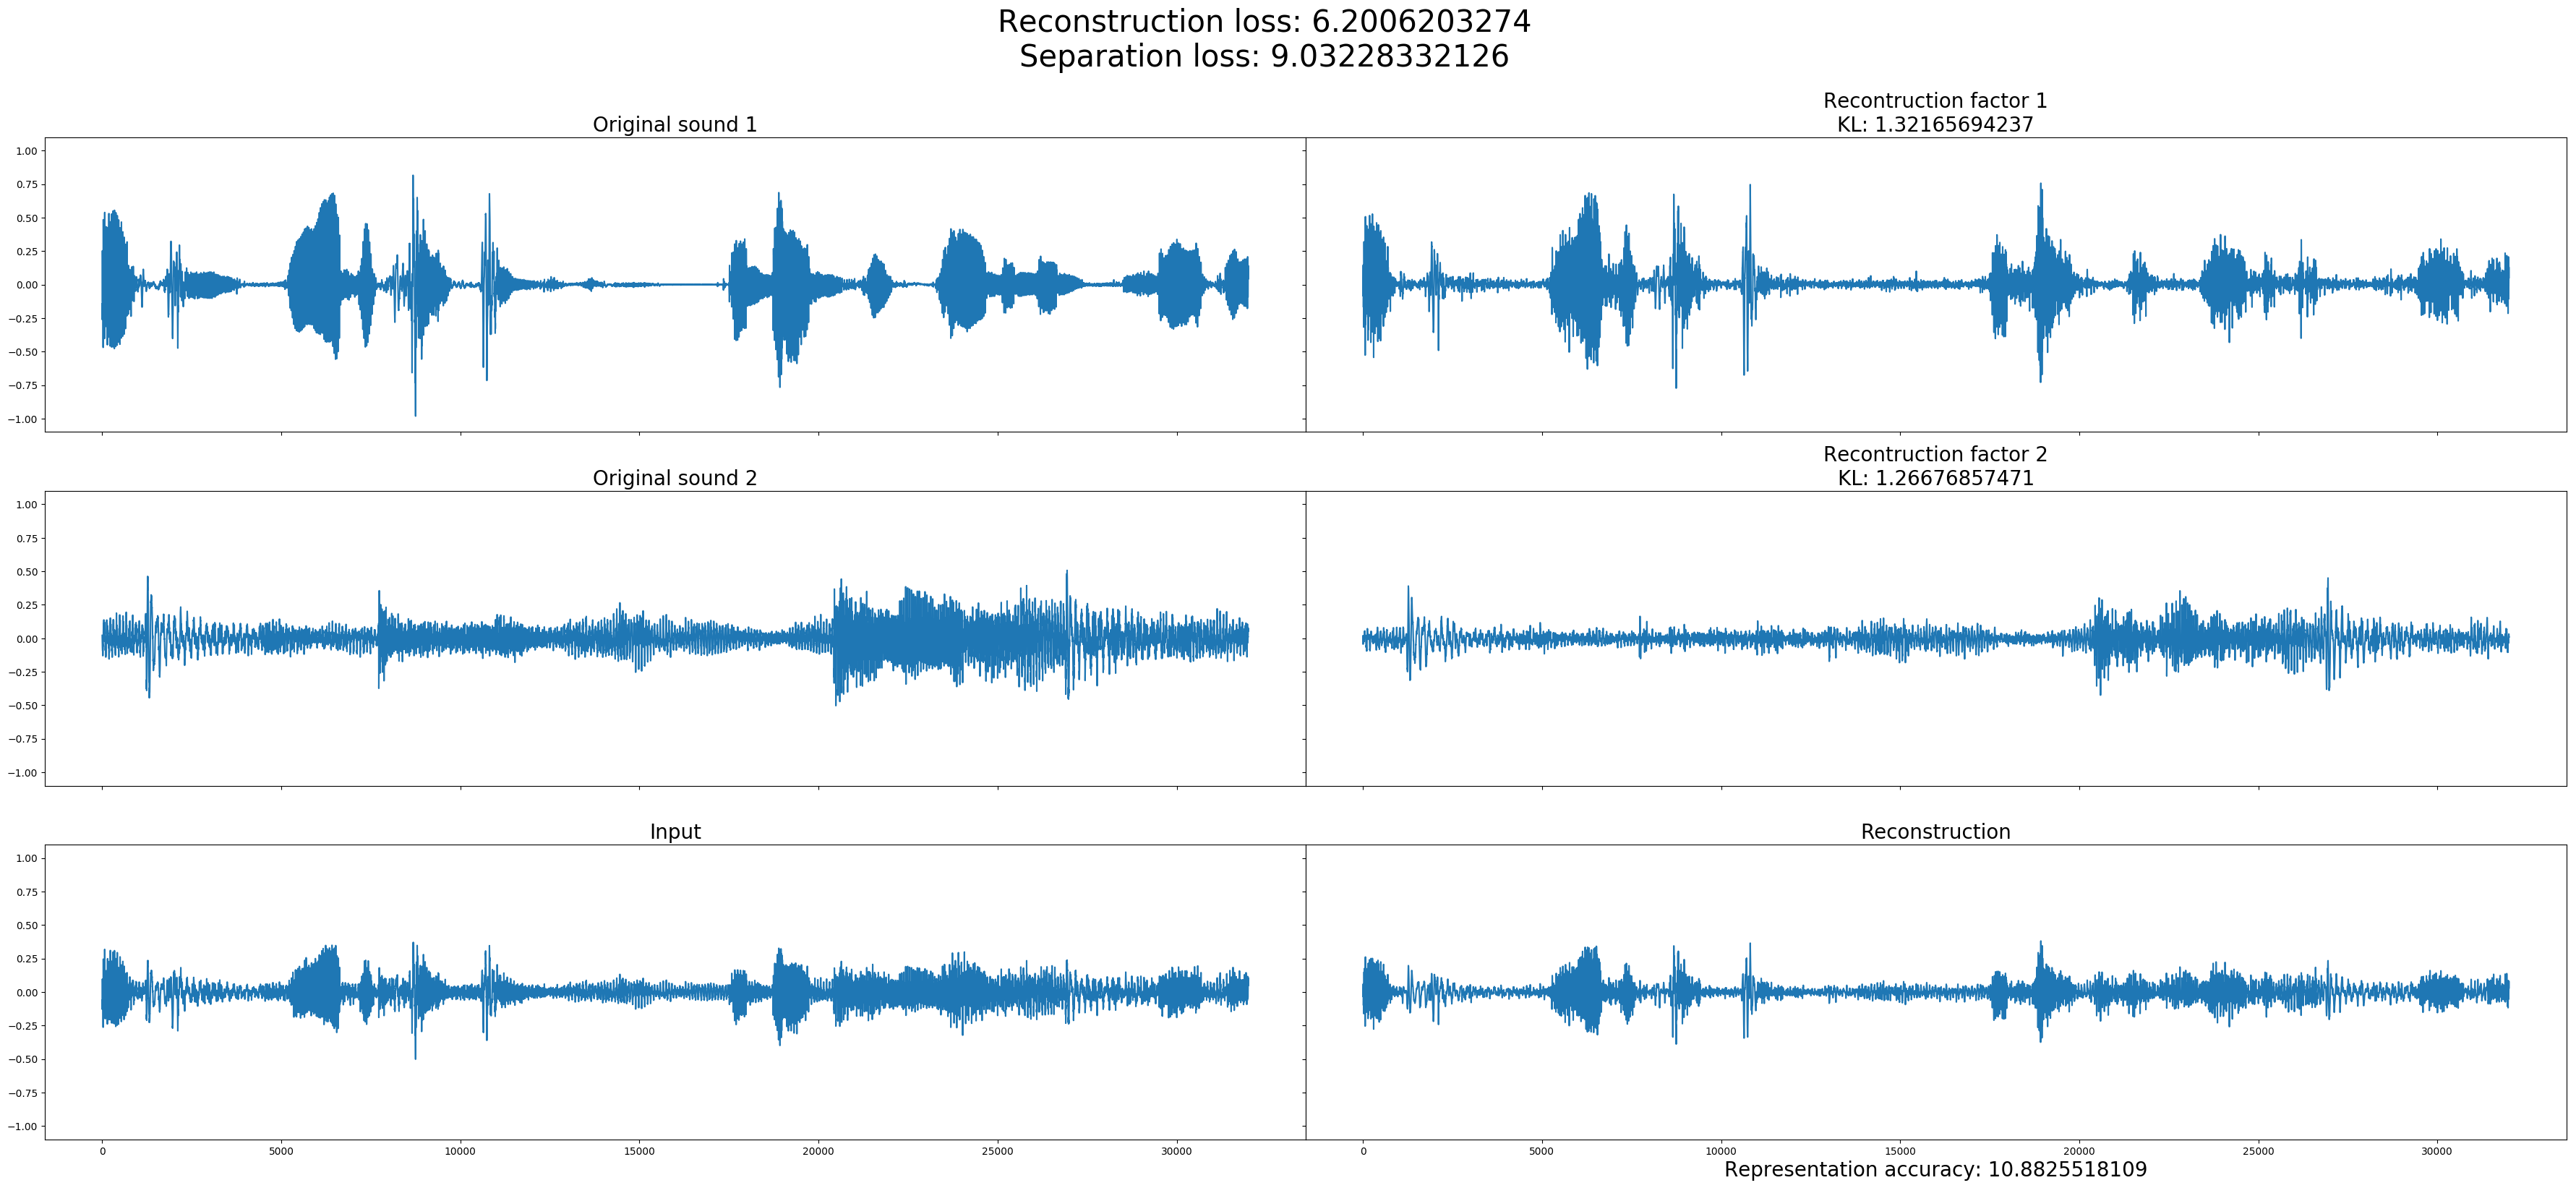 Reconstruction loss: 6.2006203274
Separation loss: 9.03228332126
Original sound 1
Recontruction factor 1
KL: 1.32165694237
1.00
0.75
0.50
0.25
0.00
−0.25
−0.50
−0.75
−1.00
Original sound 2
Recontruction factor 2
KL: 1.26676857471
1.00
0.75
0.50
0.25
0.00
−0.25
−0.50
−0.75
−1.00
Input
Reconstruction
1.00
0.75
0.50
0.25
0.00
−0.25
−0.50
−0.75
−1.00
0 5000 10000 15000 20000 25000 30000
0 5000 10000 15000 20000 25000 30000
Representation accuracy: 10.8825518109